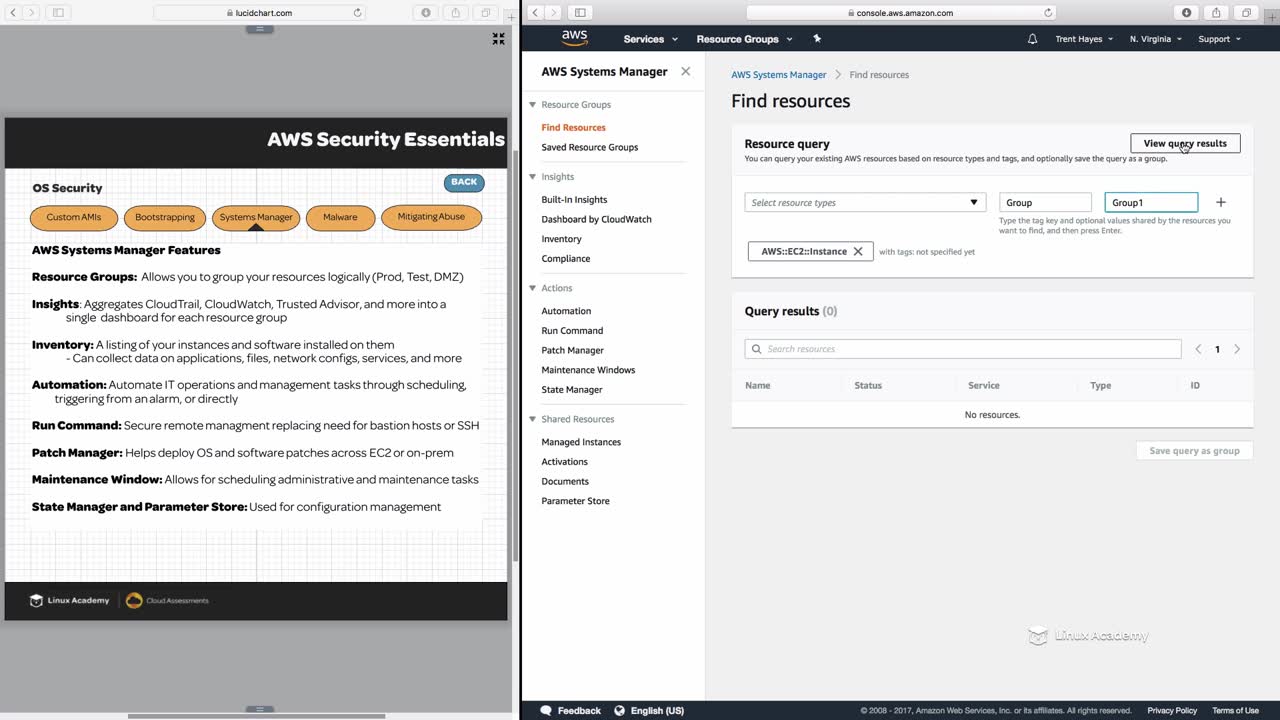 lucidchart.com
AWS Security Essentials
OS Security
BACK
Custom AMIs
Bootstrapping
Systems Manager
Malware
Mitigating Abuse
AWS Systems Manager Features
Resource Groups: Allows you to group your resources logically (Prod, Test, DMZ)
Insights: Aggregates CloudTrail, CloudWatch, Trusted Advisor, and more into a
single dashboard for each resource group
Inventory: A listing of your instances and software installed on them
- Can collect data on applications, files, network configs, services, and more
Automation: Automate IT operations and management tasks through scheduling,
triggering from an alarm, or directly
Run Command: Secure remote managment replacing need for bastion hosts or SSH
Patch Manager: Helps deploy OS and software patches across EC2 or on-prem
Maintenance Window: Allows for scheduling administrative and maintenance tasks
State Manager and Parameter Store: Used for configuration management
Linux Academy
Cloud Assessments
console.aws.amazon.com
aws
Services
Resource Groups
Trent Hayes
N. Virginia
Support
AWS Systems Manager
Resource Groups
Find Resources
Saved Resource Groups
Insights
Built-In Insights
Dashboard by CloudWatch
Inventory
Compliance
Actions
Automation
Run Command
Patch Manager
Maintenance Windows
State Manager
Shared Resources
Managed Instances
Activations
Documents
Parameter Store
AWS Systems Manager > Find resources
Find resources
Resource query
View query results
You can query your existing AWS resources based on resource types and tags, and optionally save the query as a group.
Select resource types
Group
Group1
Type the tag key and optional values shared by the resources you
want to find, and then press Enter.
AWS::EC2::Instance
with tags: not specified yet
Query results (0)
Search resources
1
Name
Status
Service
Type
ID
No resources.
Save query as group
Linux Academy
Feedback
English (US)
© 2008 - 2017, Amazon Web Services, Inc. or its affiliates. All rights reserved.
Privacy Policy
Terms of Use